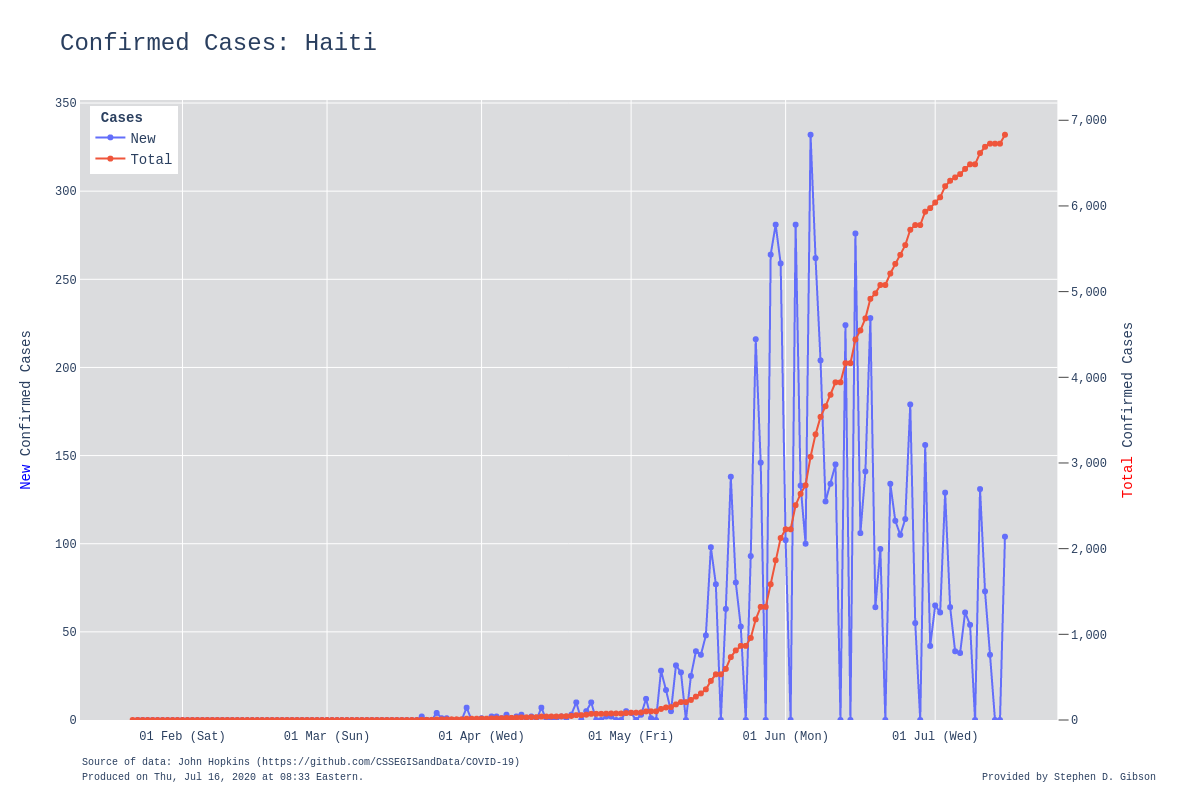 Confirmed Cases: Haiti
Cases
New
Total
350
300
250
200
150
100
50
0
7,000
6,000
5,000
4,000
3,000
2,000
1,000
0
New Confirmed Cases
Total Confirmed Cases
01 Feb (Sat)
01 Mar (Sun)
01 Apr (Wed)
01 May (Fri)
01 Jun (Mon)
01 Jul (Wed)
Source of data: John Hopkins (https://github.com/CSSEGISandData/COVID-19)
Produced on Thu, Jul 16, 2020 at 08:33 Eastern.
Provided by Stephen D. Gibson